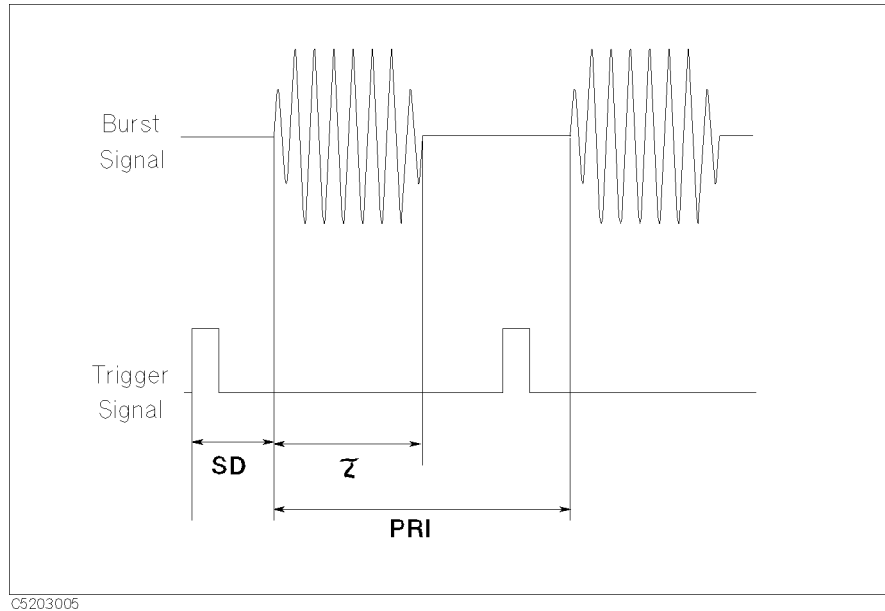 Burst
Signal
Trigger
Signal
SD
τ
PRI
C5203005